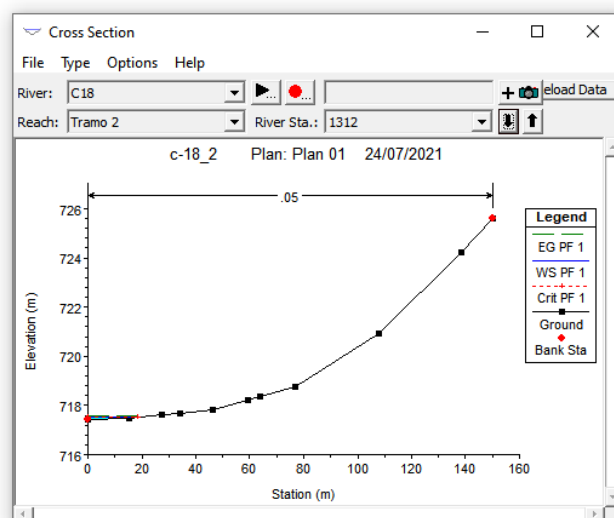 Cross Section
File Type Options Help
River: C18 ... ... + eload Data
Reach: Tramo 2 River Sta.: 1312
c-18_2 Plan: Plan 01 24/07/2021
.05
Legend
EG PF 1
WS PF 1
Crit PF 1
Ground
Bank Sta
Elevation (m)
726
724
722
720
718
716
0 20 40 60 80 100 120 140 160
Station (m)